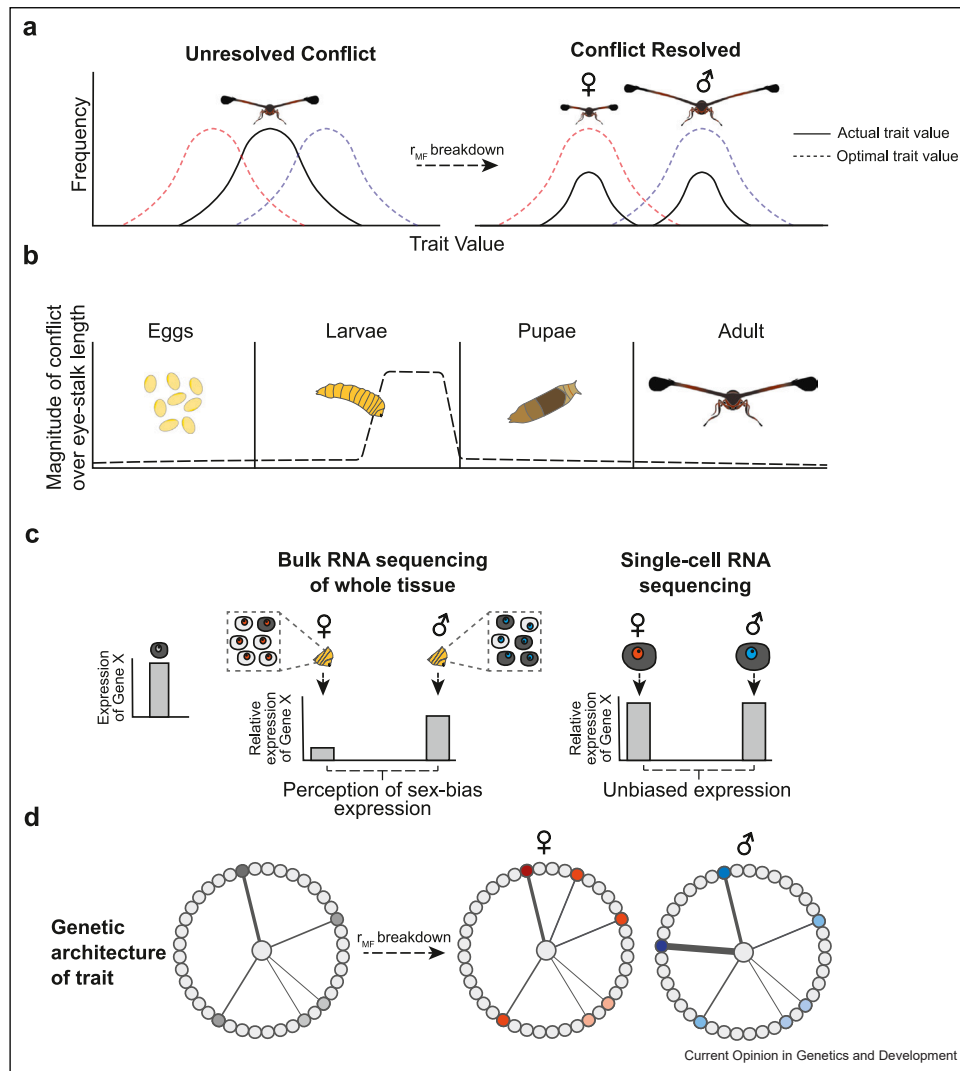 a
Unresolved Conflict
Conflict Resolved
♀
♂
Frequency
rMF breakdown
Actual trait value
Optimal trait value
Trait Value
b
Magnitude of conflict
over eye-stalk length
Eggs
Larvae
Pupae
Adult
c
Expression
of Gene X
Bulk RNA sequencing
of whole tissue
♀
♂
Relative
expression
of Gene X
Perception of sex-bias
expression
Single-cell RNA
sequencing
♀
♂
Relative
expression
of Gene X
Unbiased expression
d
Genetic
architecture
of trait
rMF breakdown
♀
♂
Current Opinion in Genetics and Development